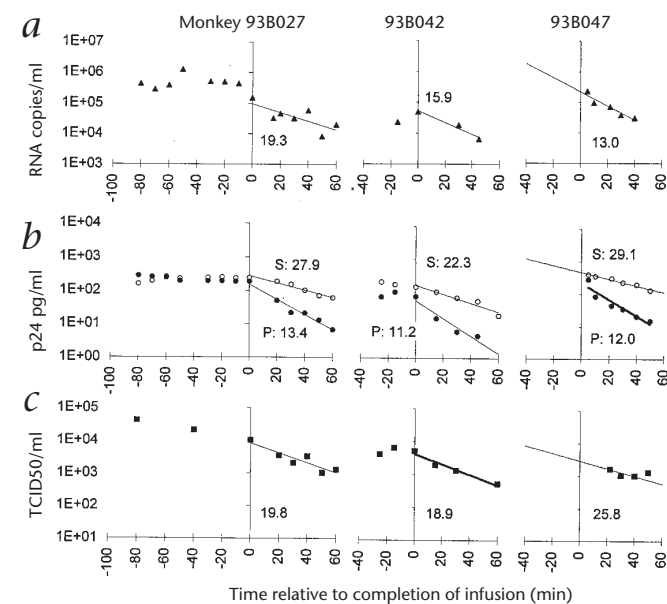 a
Monkey 93B027 93B042 93B047
RNA copies/ml
1E+07
1E+06
1E+05
1E+04
1E+03
19.3
15.9
13.0
-100 -80 -60 -40 -20 0 20 40 60
-40 -20 0 20 40 60
-40 -20 0 20 40 60
b
p24 pg/ml
1E+04
1E+03
1E+02
1E+01
1E+00
S: 27.9
P: 13.4
S: 22.3
P: 11.2
S: 29.1
P: 12.0
-100 -80 -60 -40 -20 0 20 40 60
-40 -20 0 20 40 60
-40 -20 0 20 40 60
c
TCID50/ml
1E+05
1E+04
1E+03
1E+02
1E+01
19.8
18.9
25.8
-100 -80 -60 -40 -20 0 20 40 60
-40 -20 0 20 40 60
-40 -20 0 20 40 60
Time relative to completion of infusion (min)